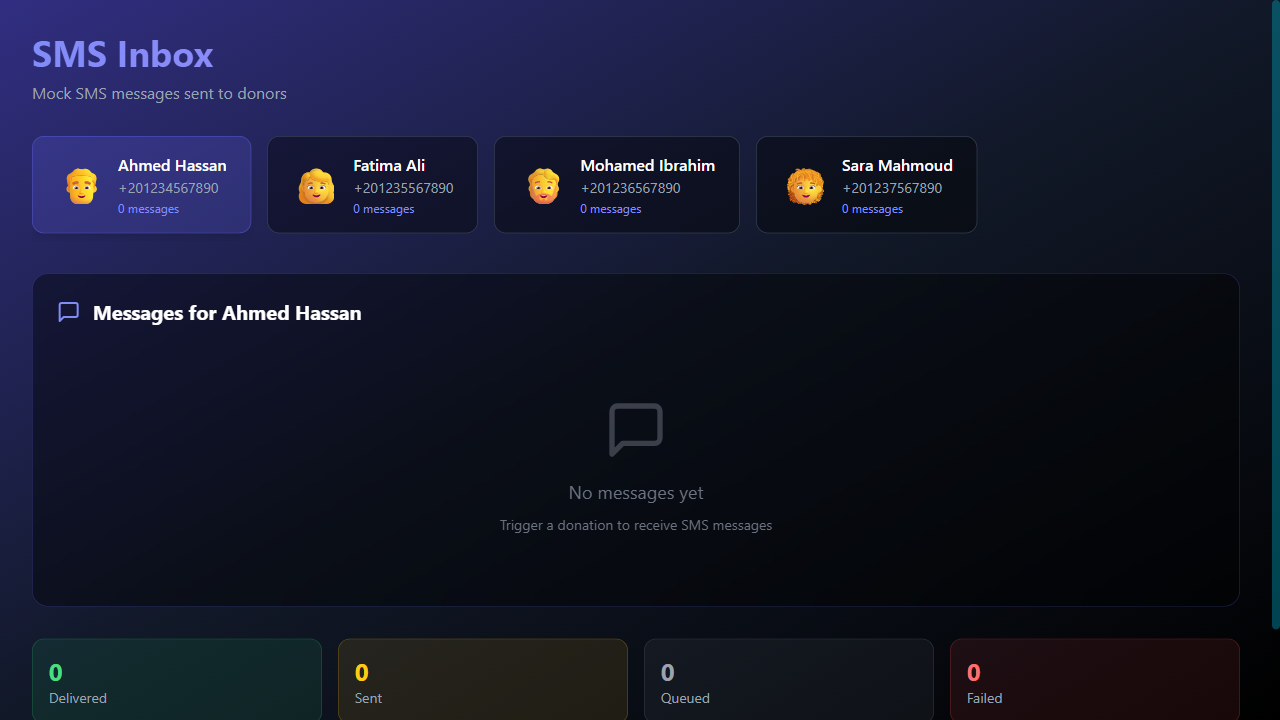 SMS Inbox
Mock SMS messages sent to donors
Ahmed Hassan
+201234567890
0 messages
Fatima Ali
+201235567890
0 messages
Mohamed Ibrahim
+201236567890
0 messages
Sara Mahmoud
+201237567890
0 messages
Messages for Ahmed Hassan
No messages yet
Trigger a donation to receive SMS messages
0
Delivered
0
Sent
0
Queued
0
Failed